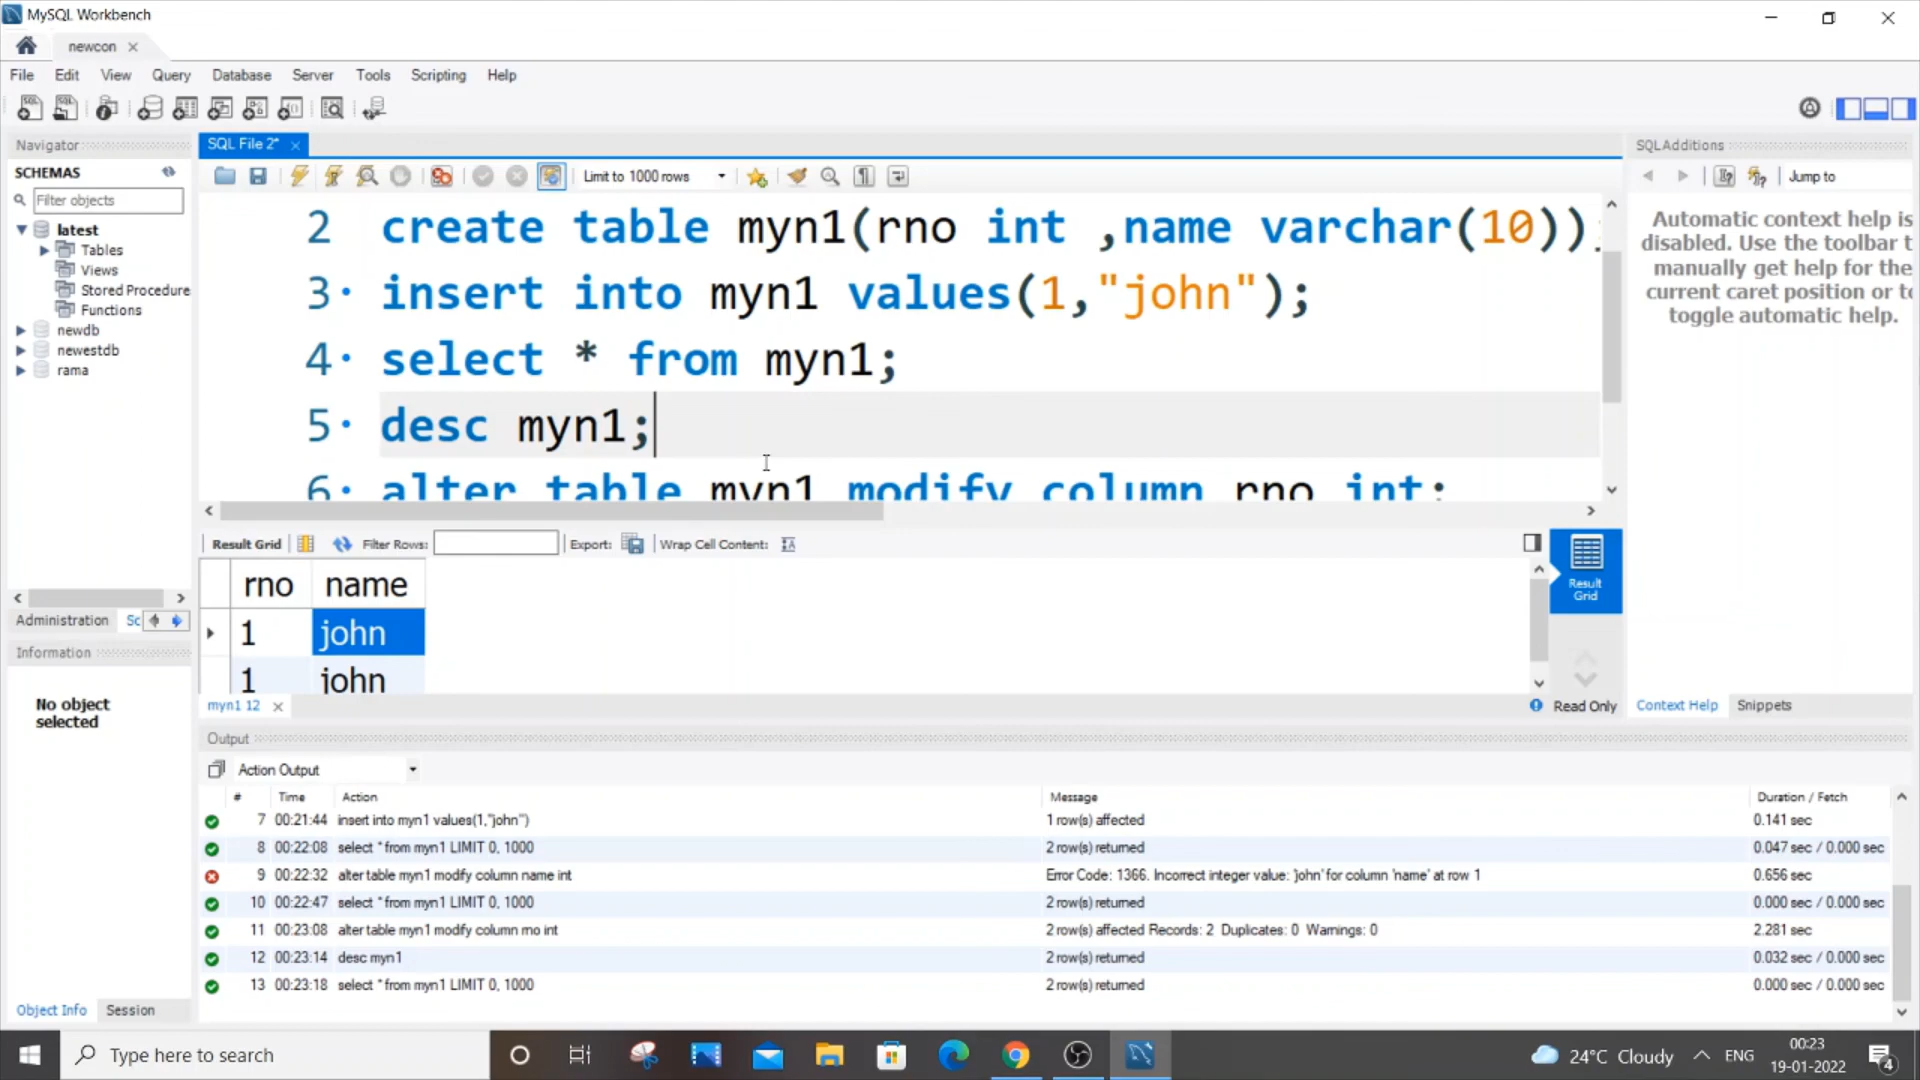 MySQL Workbench
newcon
File Edit View Query Database Server Tools Scripting Help
Navigator
SCHEMAS
Filter objects
latest
Tables
Views
Stored Procedure
Functions
newdb
newestdb
rama
Administration Sc
Information
No object
selected
Object Info Session
SQL File 2*
Limit to 1000 rows
2 create table myn1(rno int ,name varchar(10));
3 insert into myn1 values(1,"john");
4 select * from myn1;
5 desc myn1;
6 alter table myn1 modify column rno int;
Result Grid Filter Rows: Export: Wrap Cell Content:
rno name
1 john
1 john
Result
Grid
myn1 12
Read Only
SQLAdditions
Jump to
Automatic context help is
disabled. Use the toolbar t
manually get help for the
current caret position or to
toggle automatic help.
Context Help Snippets
Output
Action Output
# Time Action Message Duration / Fetch
7 00:21:44 insert into myn1 values(1,"john") 1 row(s) affected 0.141 sec
8 00:22:08 select * from myn1 LIMIT 0, 1000 2 row(s) returned 0.047 sec / 0.000 sec
9 00:22:32 alter table myn1 modify column name int Error Code: 1366. Incorrect integer value: 'john' for column 'name' at row 1 0.656 sec
10 00:22:47 select * from myn1 LIMIT 0, 1000 2 row(s) returned 0.000 sec / 0.000 sec
11 00:23:08 alter table myn1 modify column rno int 2 row(s) affected Records: 2 Duplicates: 0 Warnings: 0 2.281 sec
12 00:23:14 desc myn1 2 row(s) returned 0.032 sec / 0.000 sec
13 00:23:18 select * from myn1 LIMIT 0, 1000 2 row(s) returned 0.000 sec / 0.000 sec
Type here to search
24°C Cloudy
ENG
00:23
19-01-2022
4